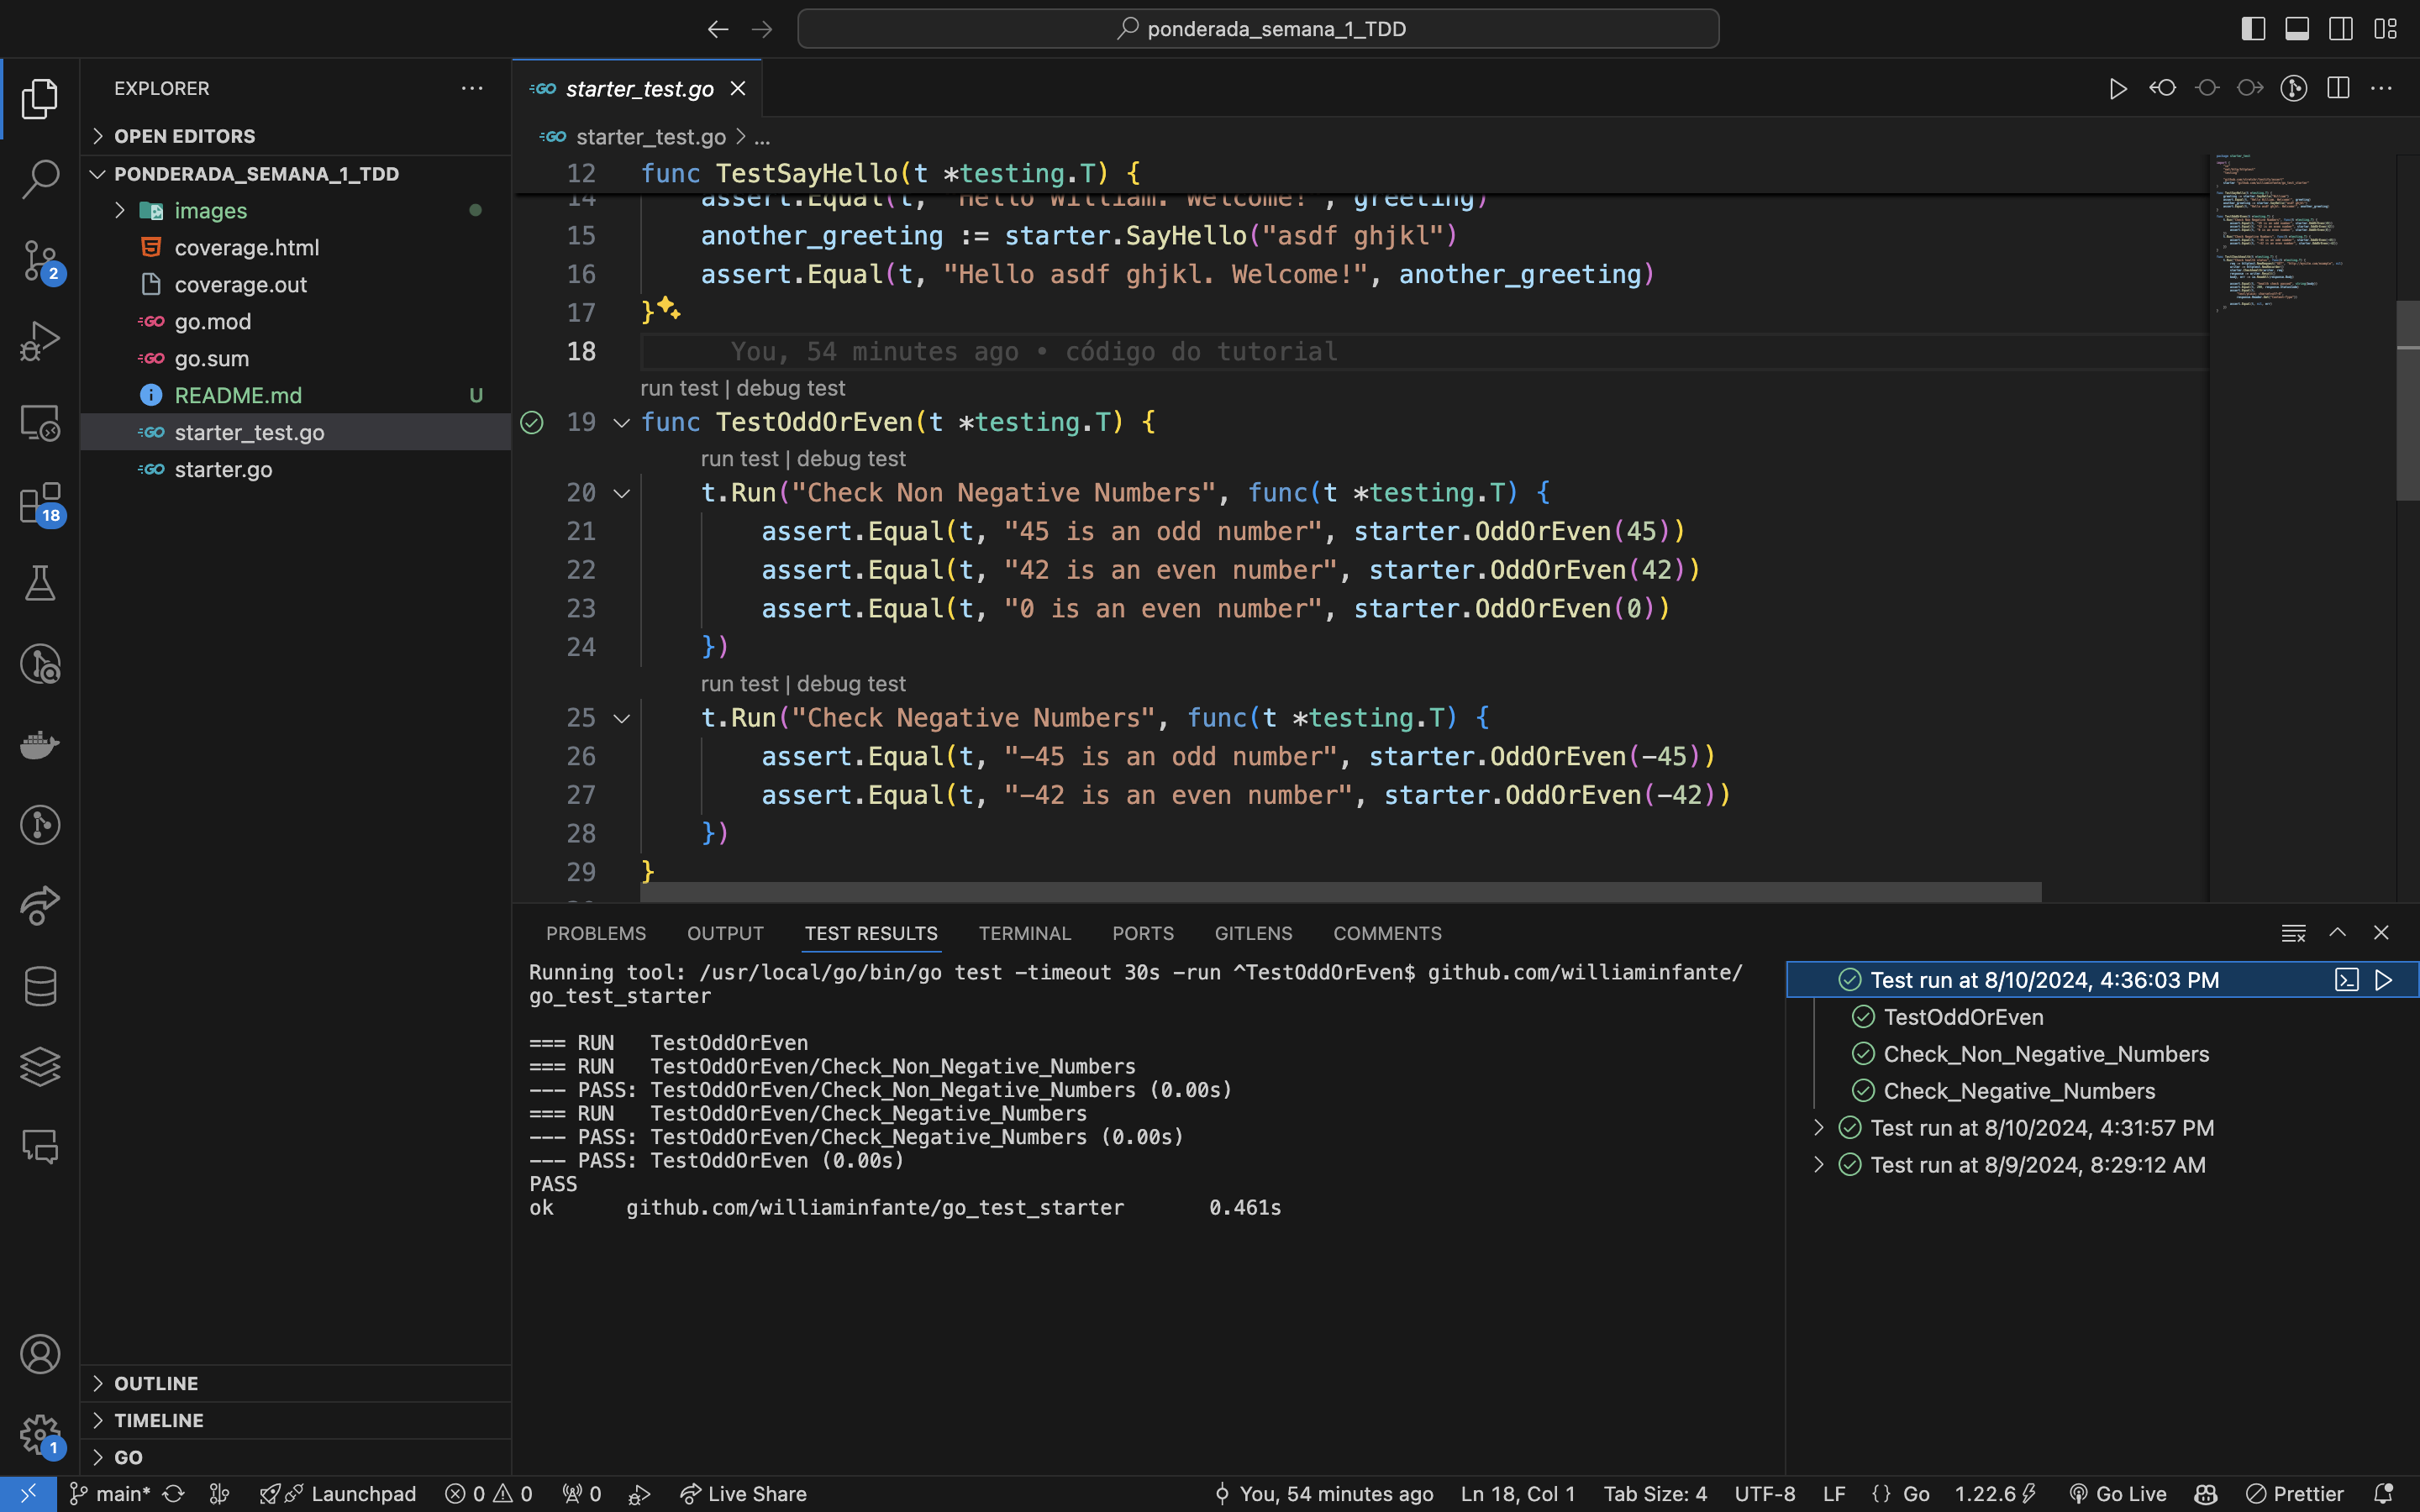 ponderada_semana_1_TDD
EXPLORER
OPEN EDITORS
PONDERADA_SEMANA_1_TDD
images
coverage.html
coverage.out
go.mod
go.sum
README.md U
starter_test.go
starter.go
OUTLINE
TIMELINE
GO
2
18
1
starter_test.go
starter_test.go > ...
12 func TestSayHello(t *testing.T) {
14 assert.Equal(t, "Hello William. Welcome!", greeting)
15 another_greeting := starter.SayHello("asdf ghjkl")
16 assert.Equal(t, "Hello asdf ghjkl. Welcome!", another_greeting)
17 }
18 You, 54 minutes ago • código do tutorial
run test | debug test
19 func TestOddOrEven(t *testing.T) {
run test | debug test
20 t.Run("Check Non Negative Numbers", func(t *testing.T) {
21 assert.Equal(t, "45 is an odd number", starter.OddOrEven(45))
22 assert.Equal(t, "42 is an even number", starter.OddOrEven(42))
23 assert.Equal(t, "0 is an even number", starter.OddOrEven(0))
24 })
run test | debug test
25 t.Run("Check Negative Numbers", func(t *testing.T) {
26 assert.Equal(t, "-45 is an odd number", starter.OddOrEven(-45))
27 assert.Equal(t, "-42 is an even number", starter.OddOrEven(-42))
28 })
29 }
PROBLEMS OUTPUT TEST RESULTS TERMINAL PORTS GITLENS COMMENTS
Running tool: /usr/local/go/bin/go test -timeout 30s -run ^TestOddOrEven$ github.com/williaminfante/
go_test_starter
=== RUN TestOddOrEven
=== RUN TestOddOrEven/Check_Non_Negative_Numbers
--- PASS: TestOddOrEven/Check_Non_Negative_Numbers (0.00s)
=== RUN TestOddOrEven/Check_Negative_Numbers
--- PASS: TestOddOrEven/Check_Negative_Numbers (0.00s)
--- PASS: TestOddOrEven (0.00s)
PASS
ok github.com/williaminfante/go_test_starter 0.461s
Test run at 8/10/2024, 4:36:03 PM
TestOddOrEven
Check_Non_Negative_Numbers
Check_Negative_Numbers
Test run at 8/10/2024, 4:31:57 PM
Test run at 8/9/2024, 8:29:12 AM
main* Launchpad 0 0 0 Live Share You, 54 minutes ago Ln 18, Col 1 Tab Size: 4 UTF-8 LF {} Go 1.22.6 Go Live Prettier